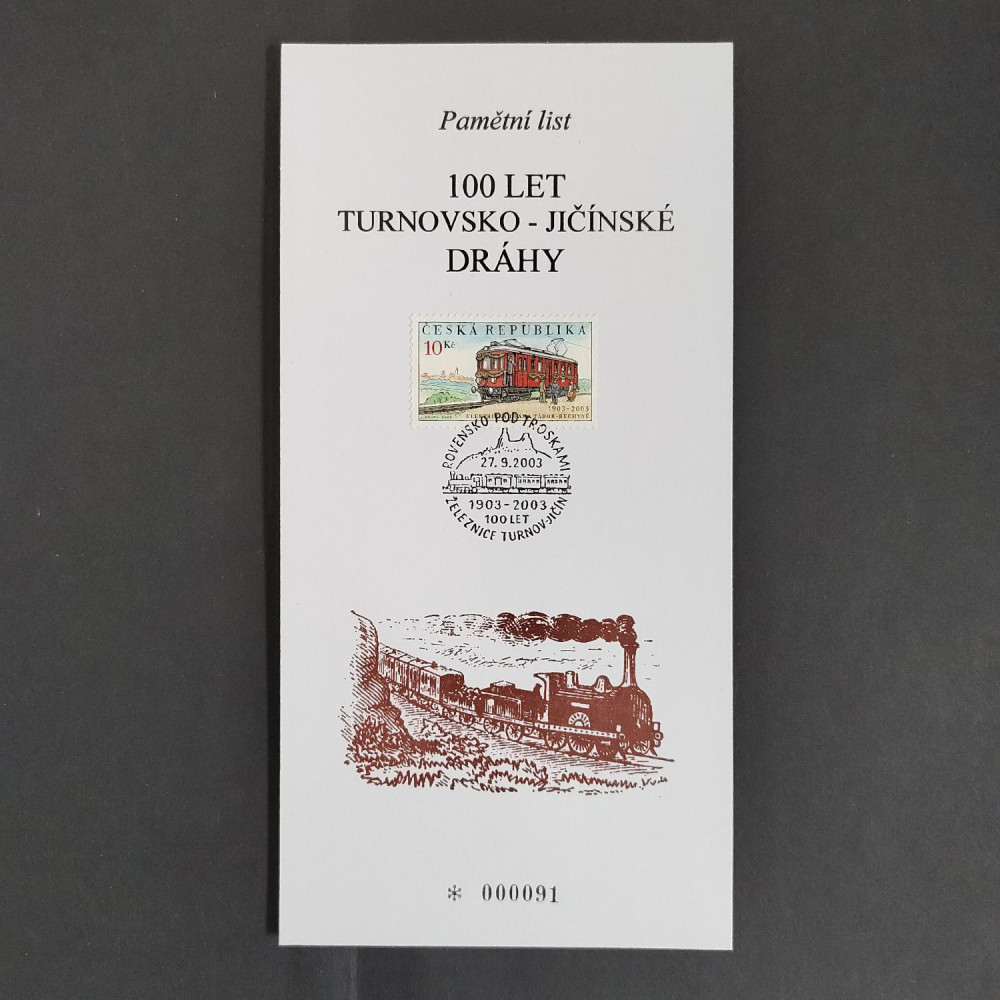 Pamětní list
100 LET
TURNOVSKO - JIČÍNSKÉ
DRÁHY
ČESKÁ REPUBLIKA
10 Kč
1903-2003
TÁBOR-BECHYNĚ
ROVENSKO POD TROSKAMI
27.9.2003
1903-2003
100 LET
ŽELEZNICE TURNOV-JIČÍN
* 000091